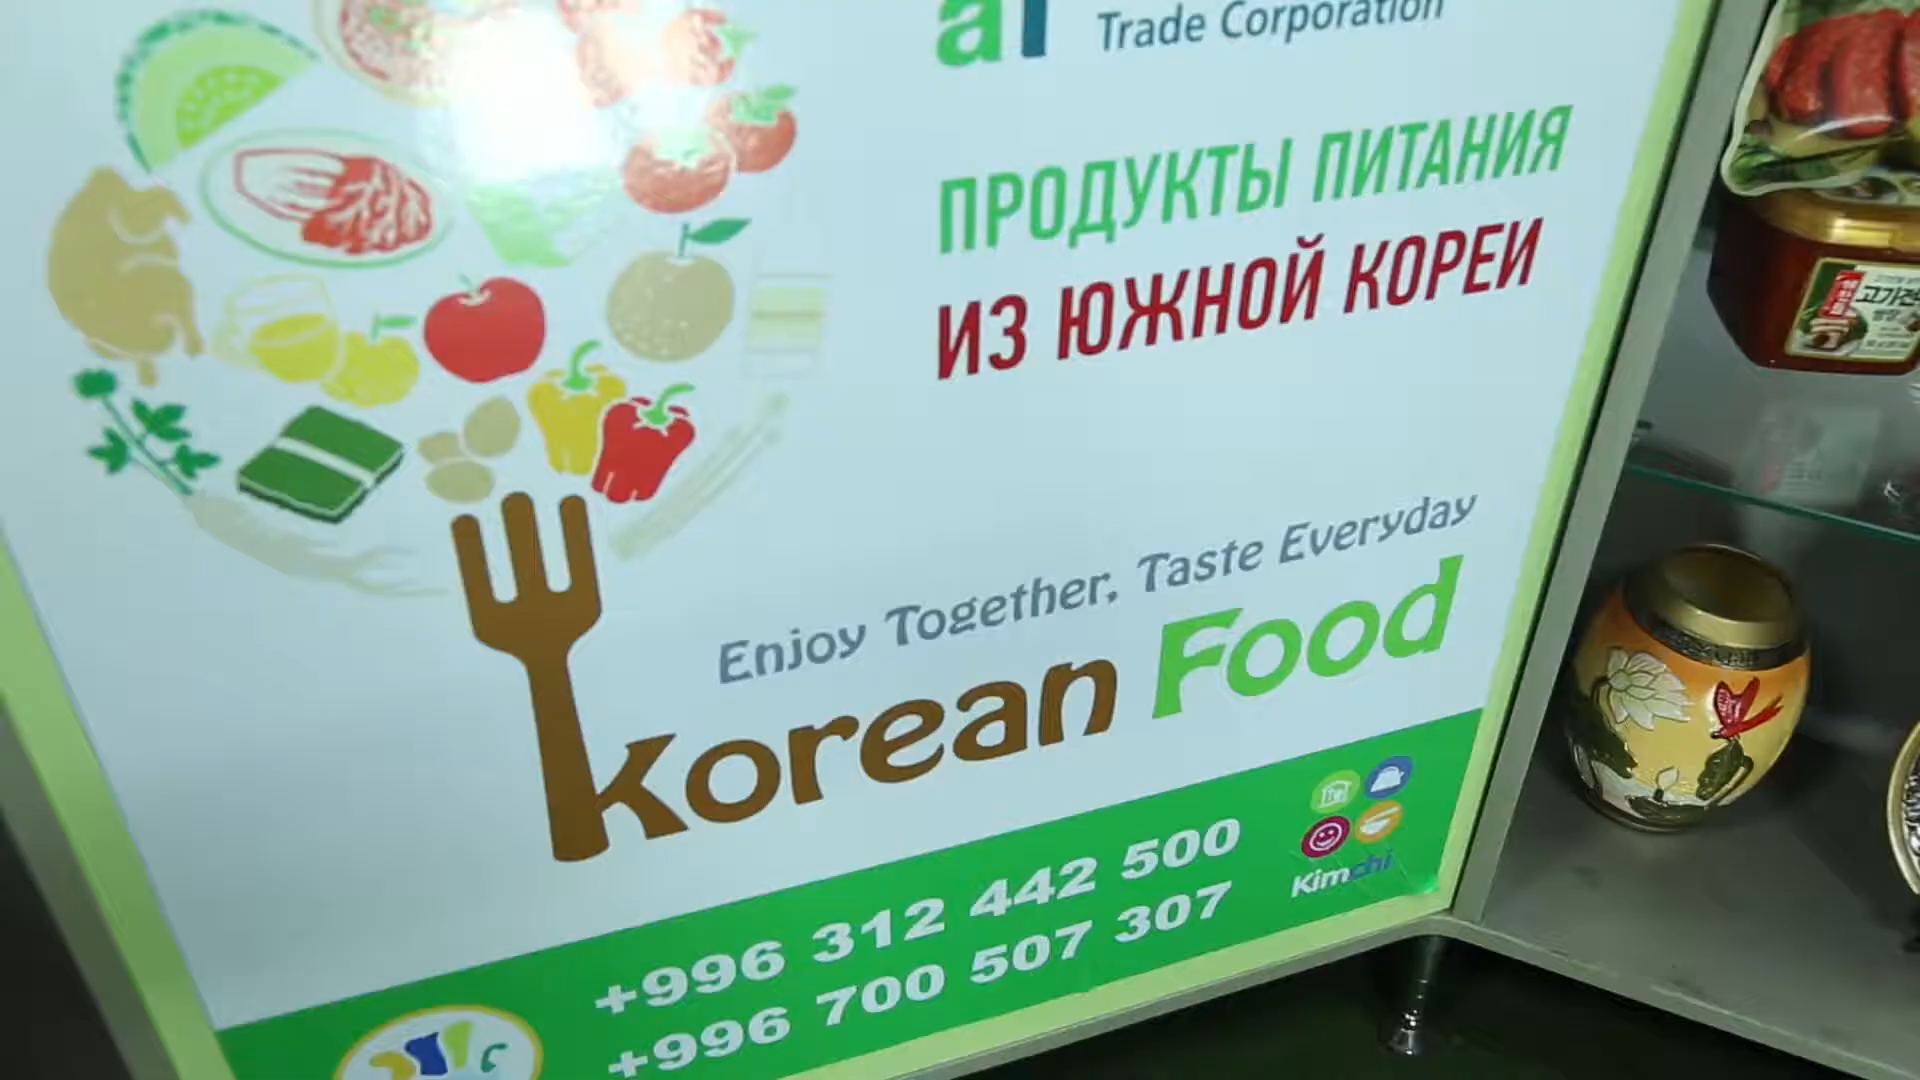 aT Trade Corporation
ПРОДУКТЫ ПИТАНИЯ
ИЗ ЮЖНОЙ КОРЕИ
Enjoy Together, Taste Everyday
Korean Food
+996 312 442 500
+996 700 507 307
Kimchi